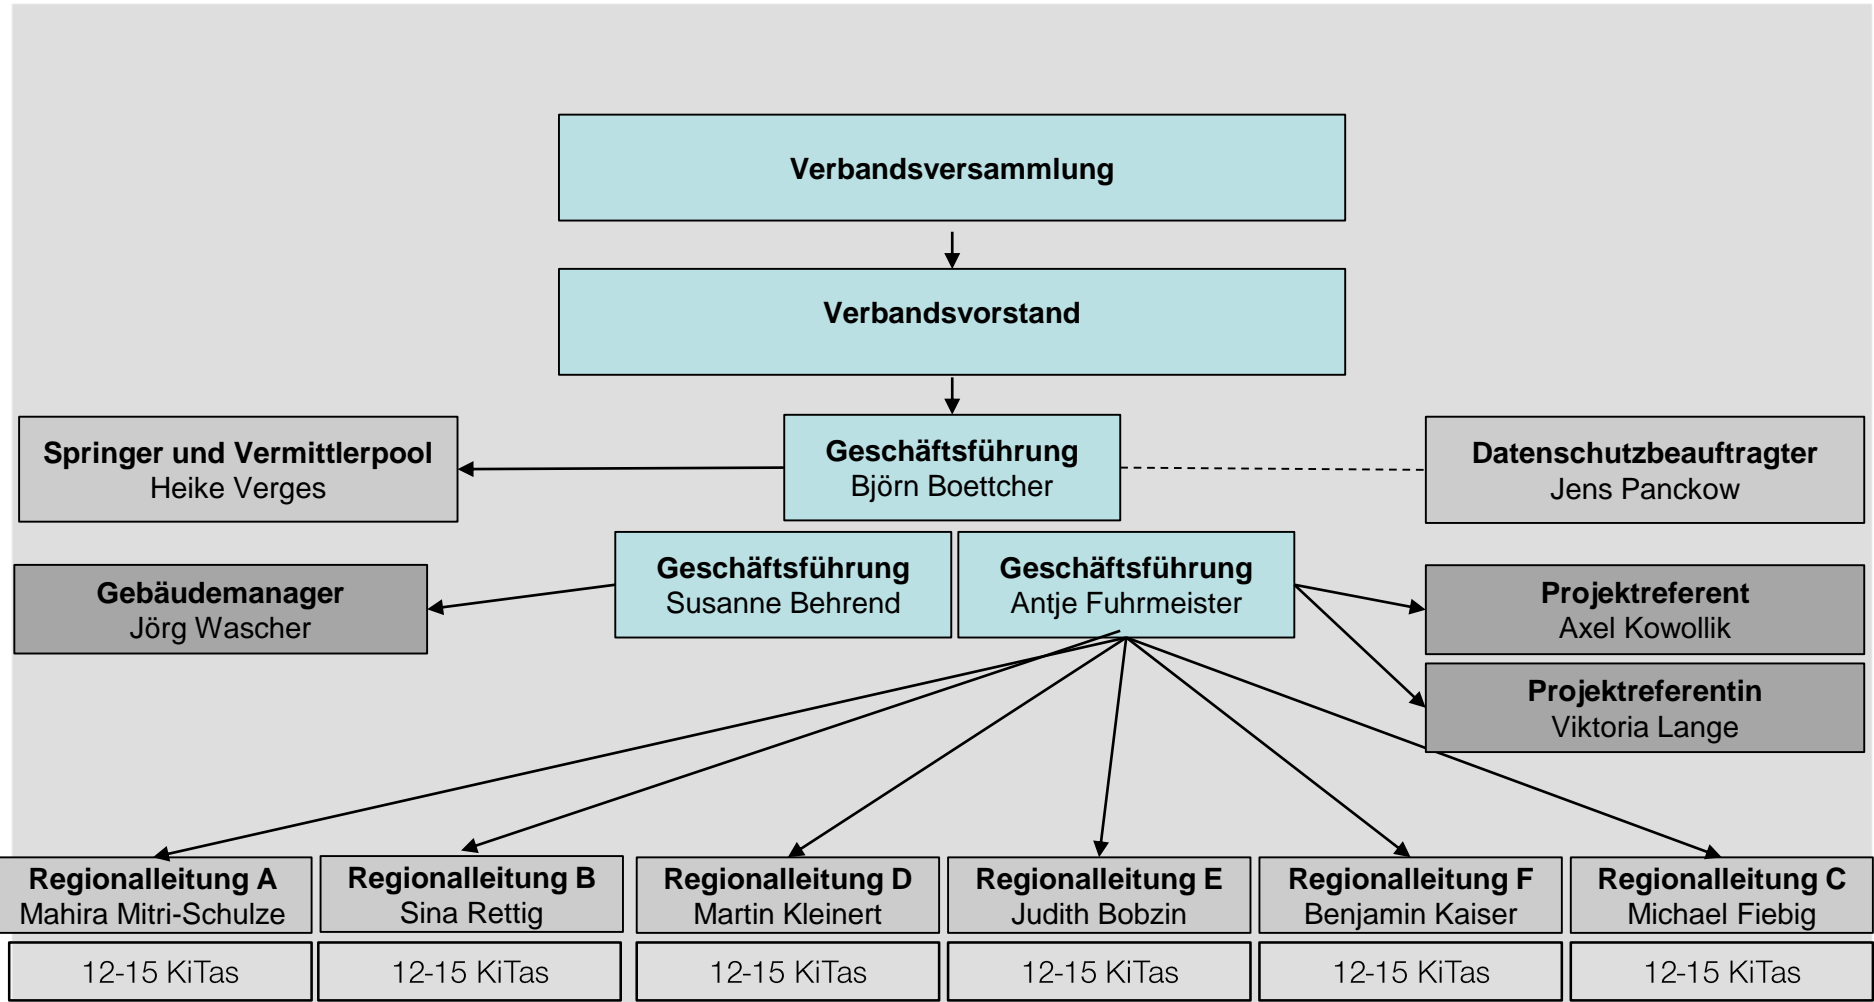 Verbandsversammlung
Verbandsvorstand
Springer und Vermittlerpool
Heike Verges
Geschäftsführung
Björn Boettcher
Datenschutzbeauftragter
Jens Panckow
Gebäudemanager
Jörg Wascher
Geschäftsführung
Susanne Behrend
Geschäftsführung
Antje Fuhrmeister
Projektreferent
Axel Kowollik
Projektreferentin
Viktoria Lange
Regionalleitung A
Mahira Mitri-Schulze
Regionalleitung B
Sina Rettig
Regionalleitung D
Martin Kleinert
Regionalleitung E
Judith Bobzin
Regionalleitung F
Benjamin Kaiser
Regionalleitung C
Michael Fiebig
12-15 KiTas
12-15 KiTas
12-15 KiTas
12-15 KiTas
12-15 KiTas
12-15 KiTas